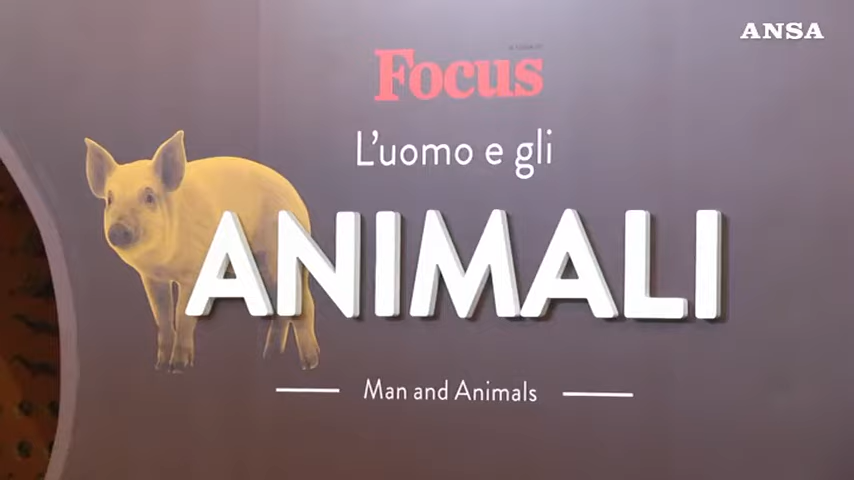 ANSA
Focus
L'uomo e gli
ANIMALI
Man and Animals